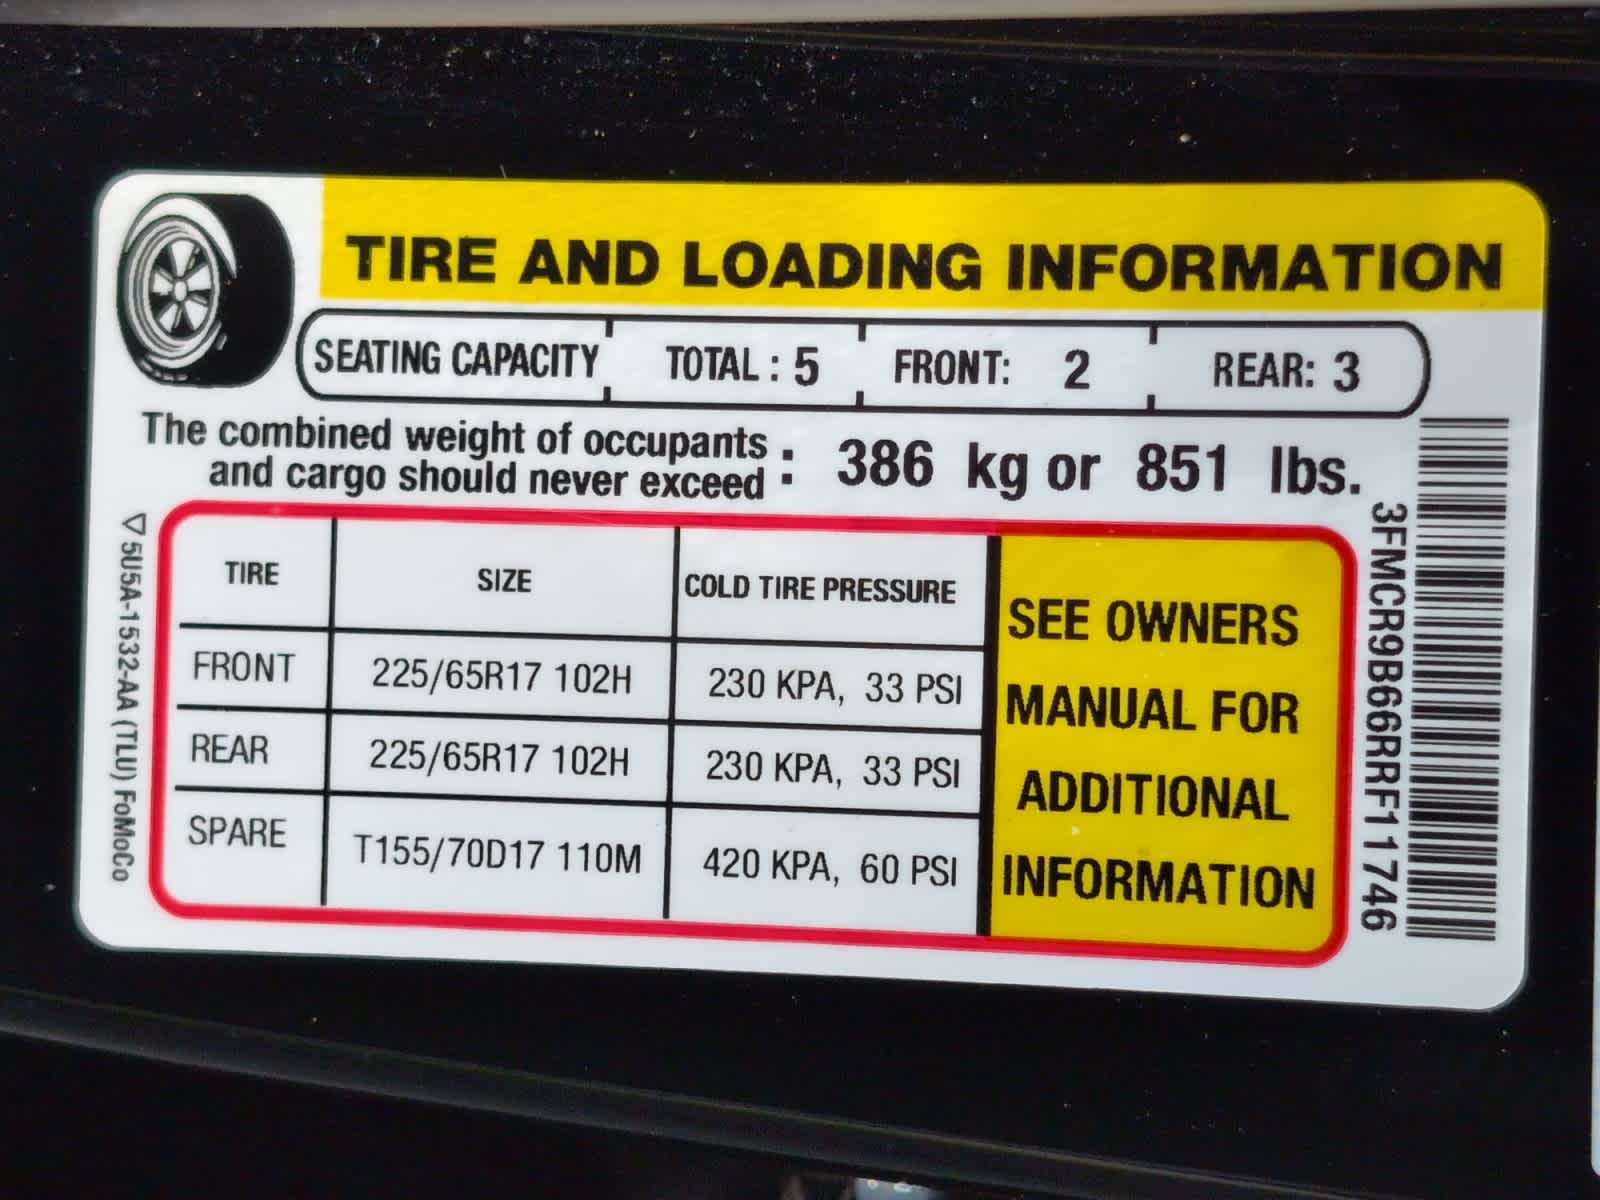 TIRE AND LOADING INFORMATION
SEATING CAPACITY TOTAL : 5 FRONT: 2 REAR: 3
The combined weight of occupants
and cargo should never exceed : 386 kg or 851 lbs.
TIRE SIZE COLD TIRE PRESSURE
FRONT 225/65R17 102H 230 KPA, 33 PSI
REAR 225/65R17 102H 230 KPA, 33 PSI
SPARE T155/70D17 110M 420 KPA, 60 PSI
SEE OWNERS
MANUAL FOR
ADDITIONAL
INFORMATION
3FMCR9B66RRF11746
5U5A-1532-AA (TLU) FoMoCo